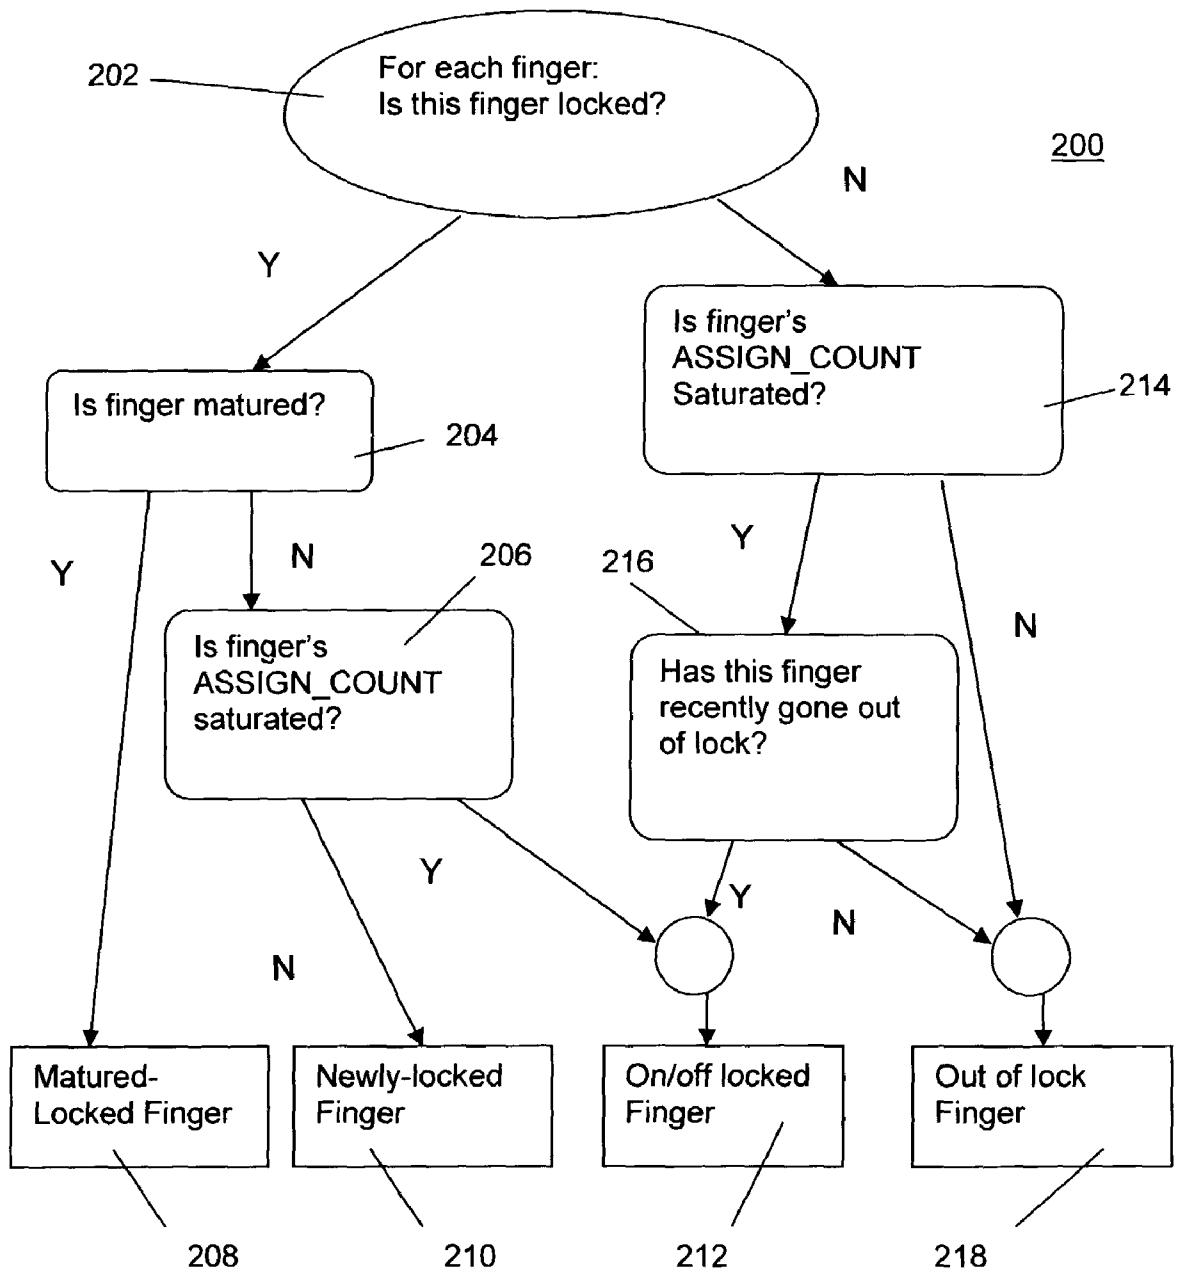 For each finger:
Is this finger locked?
202
200
N
Y
Is finger's
ASSIGN_COUNT
Saturated?
214
Is finger matured?
204
Y
N
206
Y
216
N
Is finger's
ASSIGN_COUNT
saturated?
Has this finger
recently gone out
of lock?
Y
Y
N
N
Matured-
Locked Finger
Newly-locked
Finger
On/off locked
Finger
Out of lock
Finger
208
210
212
218